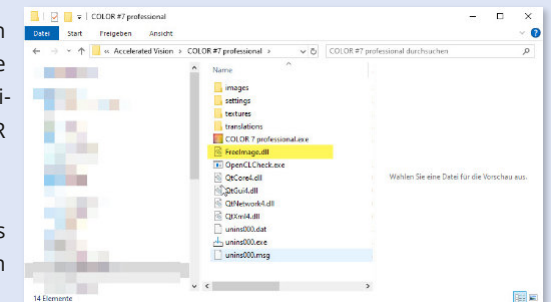 COLOR #7 professional
Datei Start Freigeben Ansicht
« Accelerated Vision > COLOR #7 professional > COLOR #7 professional durchsuchen
Name
images
settings
textures
translations
COLOR 7 professional.exe
FreeImage.dll
OpenCLCheck.exe
QtCore4.dll
QtGui4.dll
QtNetwork4.dll
QtXml4.dll
unins000.dat
unins000.exe
unins000.msg
Wählen Sie eine Datei für die Vorschau aus.
14 Elemente